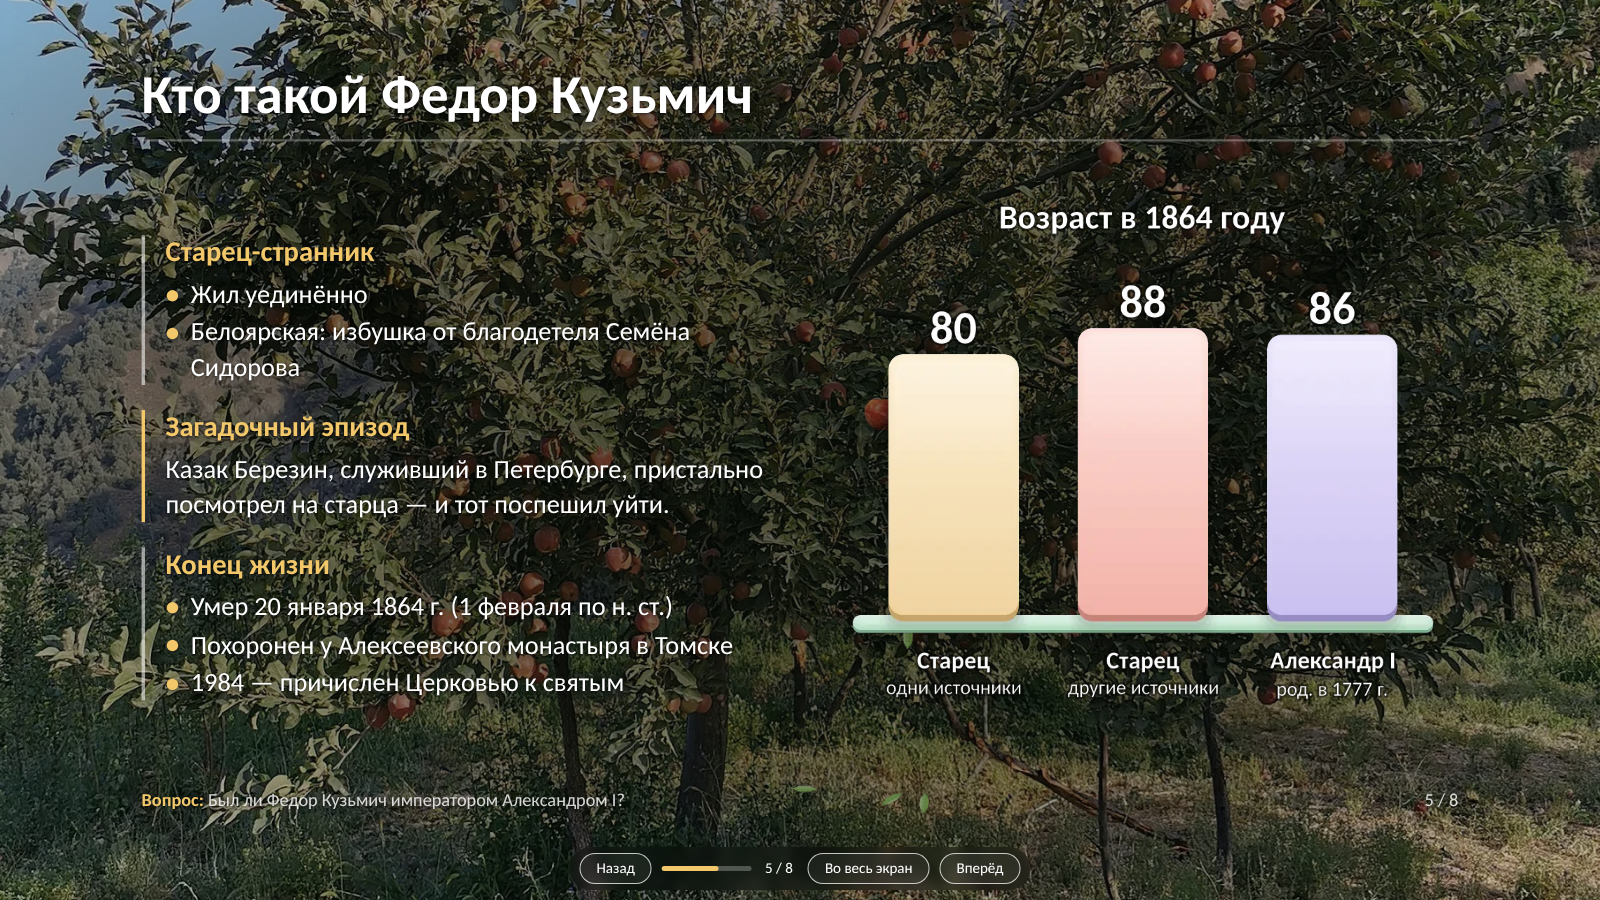 Кто такой Федор Кузьмич
Старец-странник
Жил уединённо
Белоярская: избушка от благодетеля Семёна
Сидорова
Загадочный эпизод
Казак Березин, служивший в Петербурге, пристально
посмотрел на старца — и тот поспешил уйти.
Конец жизни
Умер 20 января 1864 г. (1 февраля по н. ст.)
Похоронен у Алексеевского монастыря в Томске
1984 — причислен Церковью к святым
Возраст в 1864 году
80
88
86
Старец
одни источники
Старец
другие источники
Александр I
род. в 1777 г.
Вопрос: Был ли Федор Кузьмич императором Александром I?
5 / 8
Назад
5 / 8
Во весь экран
Вперёд